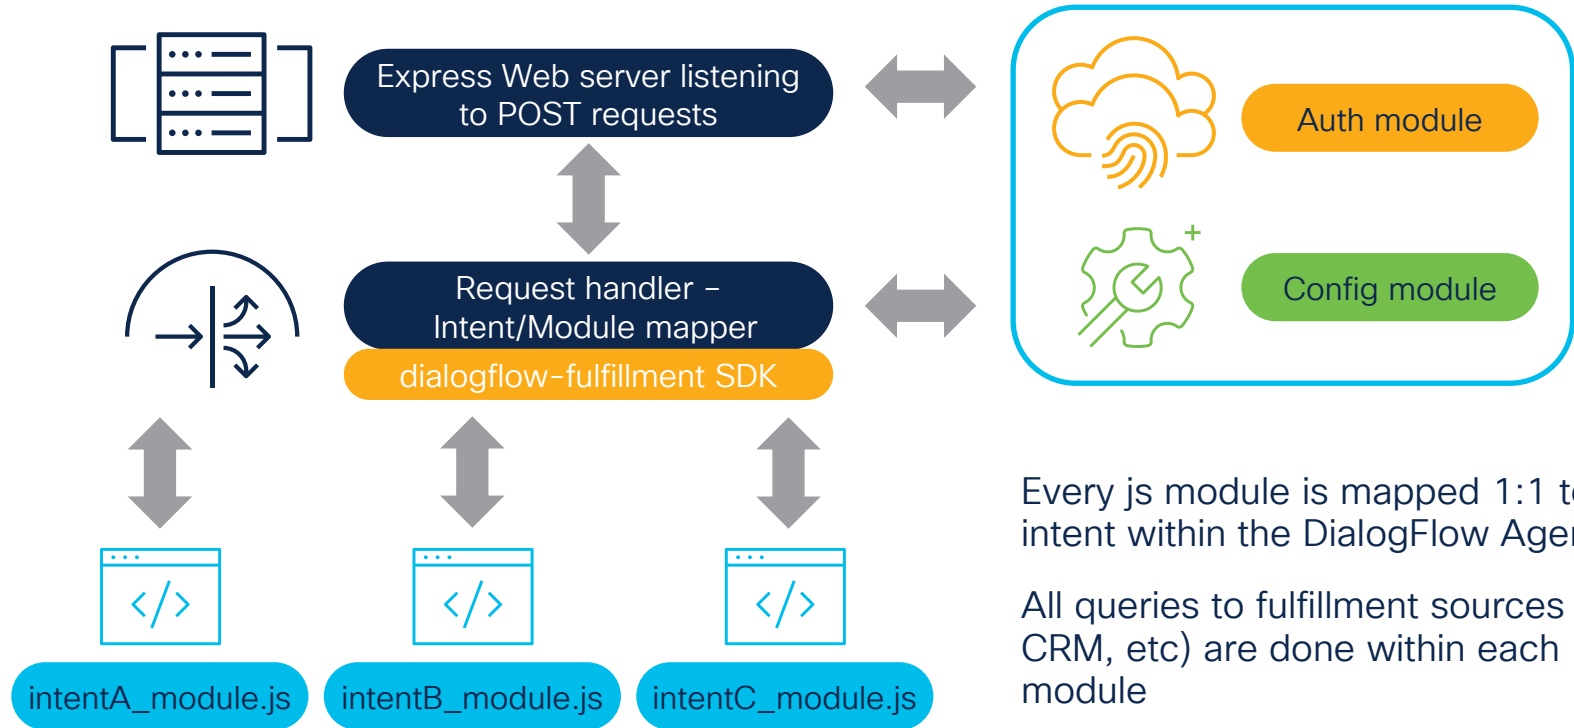 Express Web server listening
to POST requests
Auth module
Request handler –
Intent/Module mapper
Config module
dialogflow-fulfillment SDK
Every js module is mapped 1:1
intent within the DialogFlow
All queries to fulfillment sources
CRM, etc) are done within each
module
intentA_module.js
intentB_module.js
intentC_module.js